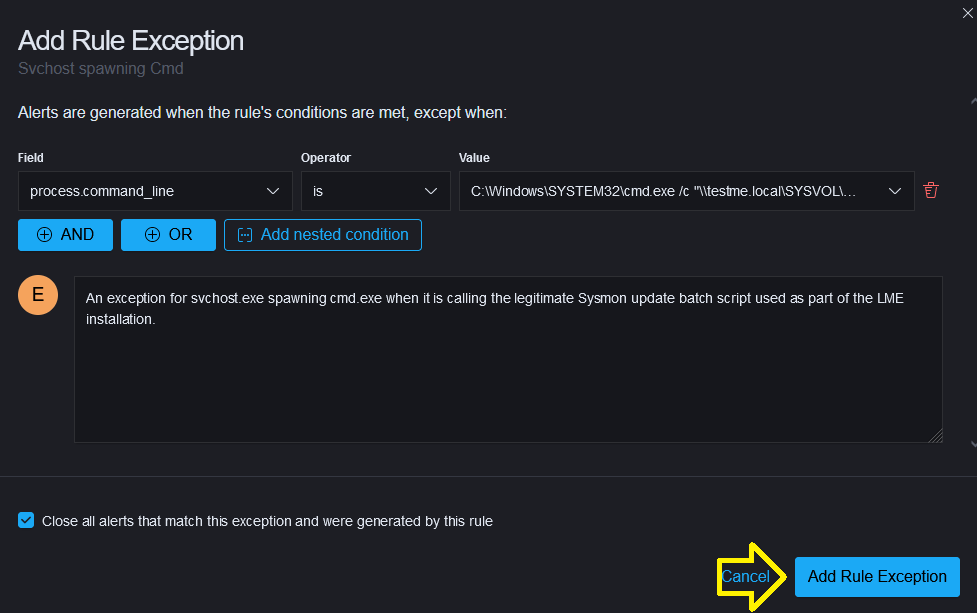 Add Rule Exception
Svchost spawning Cmd
Alerts are generated when the rule's conditions are met, except when:
Field Operator Value
process.command_line is C:\Windows\SYSTEM32\cmd.exe /c "\\testme.local\SYSVOL\...
AND OR Add nested condition
E
An exception for svchost.exe spawning cmd.exe when it is calling the legitimate Sysmon update batch script used as part of the LME
installation.
Close all alerts that match this exception and were generated by this rule
Cancel Add Rule Exception